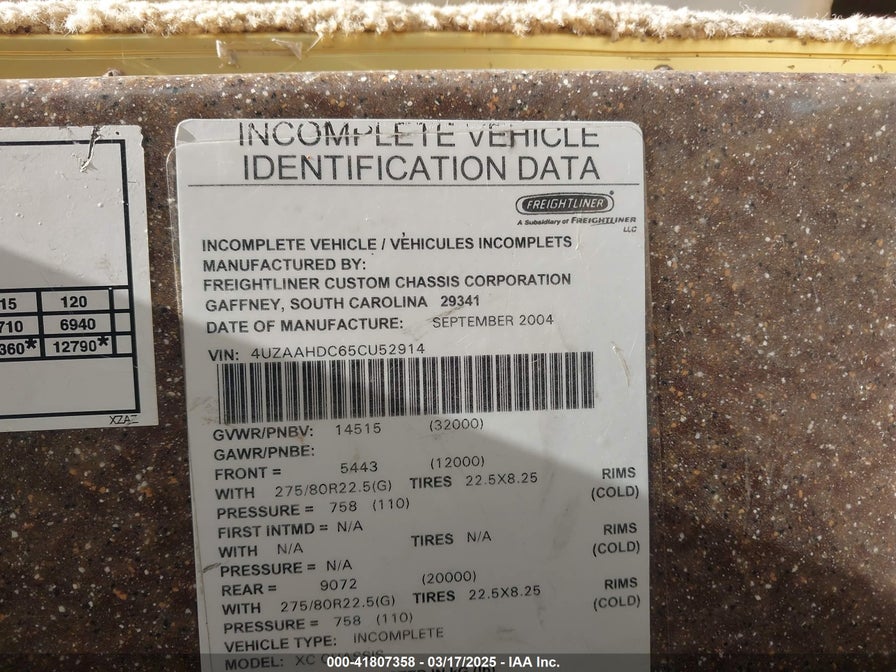 INCOMPLETE VEHICLE
IDENTIFICATION DATA
FREIGHTLINER
A Subsidiary of FREIGHTLINER
LLC
INCOMPLETE VEHICLE / VÉHICULES INCOMPLETS
MANUFACTURED BY:
FREIGHTLINER CUSTOM CHASSIS CORPORATION
GAFFNEY, SOUTH CAROLINA 29341
DATE OF MANUFACTURE: SEPTEMBER 2004
VIN: 4UZAAHDC65CU52914
GVWR/PNBV: 14515 (32000)
GAWR/PNBE:
FRONT = 5443 (12000)
WITH 275/80R22.5(G) TIRES 22.5X8.25 RIMS
PRESSURE = 758 (110) (COLD)
FIRST INTMD = N/A
WITH N/A TIRES N/A RIMS
PRESSURE = N/A (COLD)
REAR = 9072 (20000)
WITH 275/80R22.5(G) TIRES 22.5X8.25 RIMS
PRESSURE = 758 (110) (COLD)
VEHICLE TYPE: INCOMPLETE
MODEL: XC CHASSIS
15 120
710 6940
360* 12790*
XZAZ
000-41807358 - 03/17/2025 - IAA Inc.